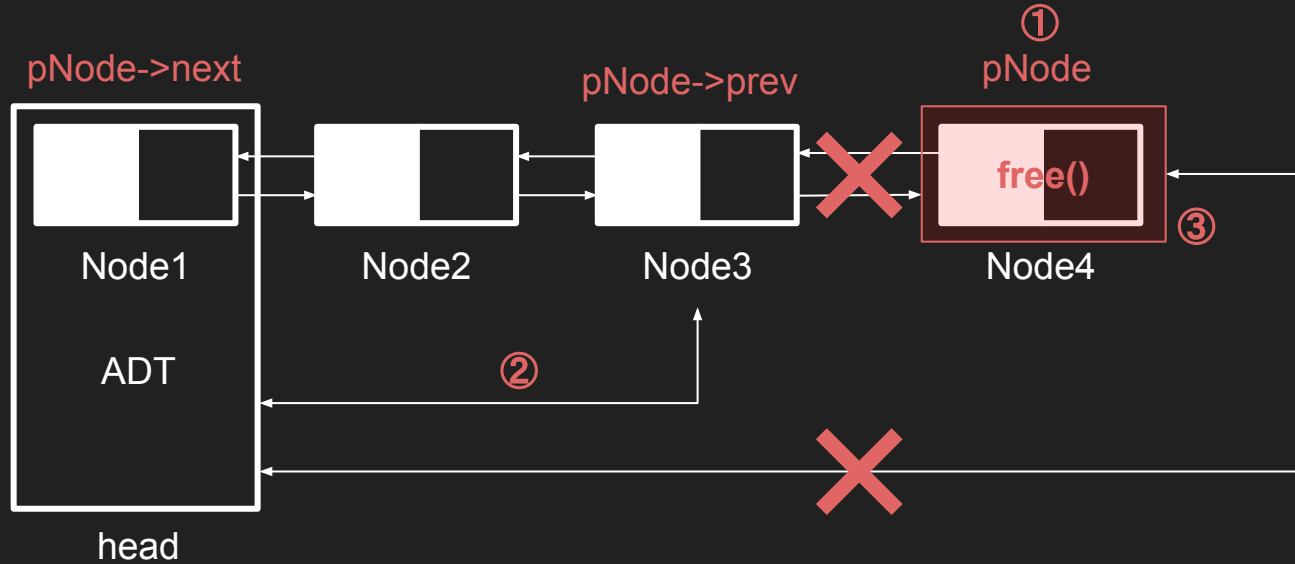 ①
pNode->next
pNode->prev
pNode
free()
③
Node1
Node2
Node3
Node4
ADT
②
head